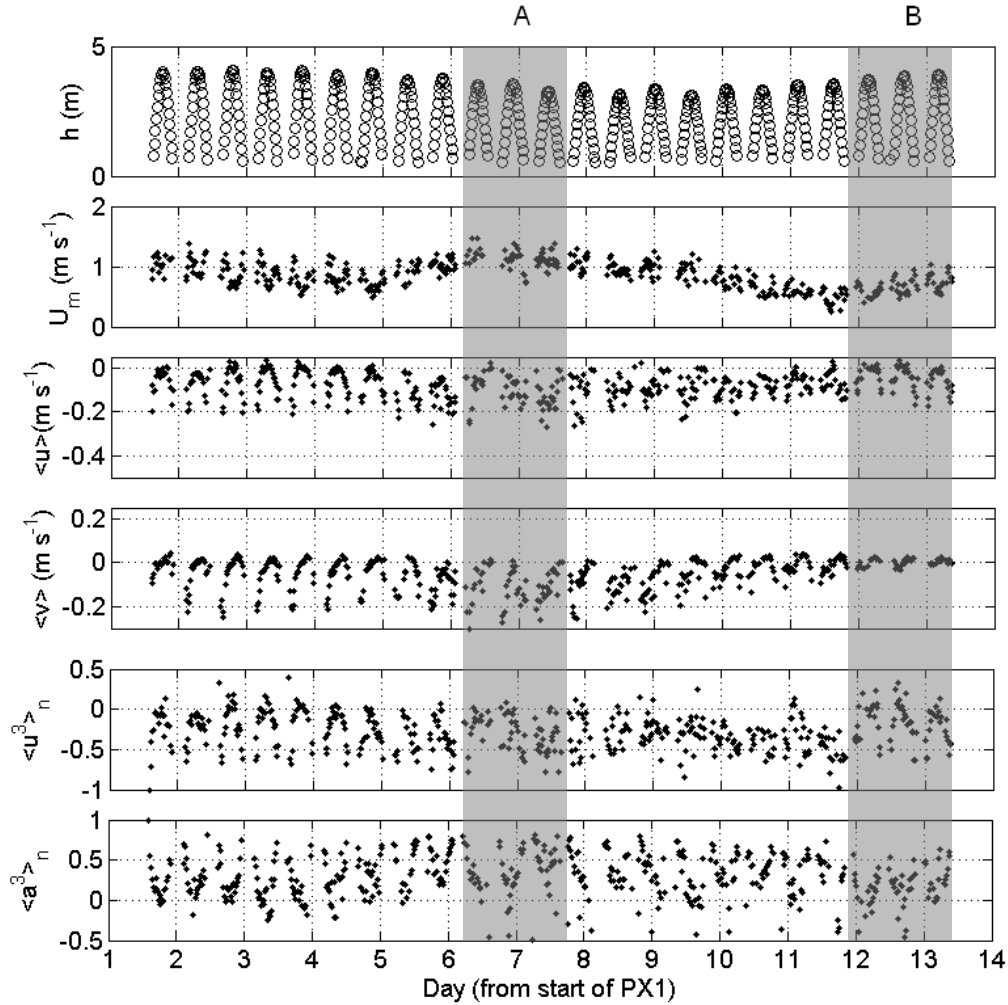 A B
5
0
h (m)
2
1
0
U_m (m s^-1)
0
-0.2
-0.4
<u>(m s^-1)
0.2
0
-0.2
<v> (m s^-1)
0.5
0
-0.5
-1
<u^3>_n
1
0.5
0
-0.5
<a^3>_n
1 2 3 4 5 6 7 8 9 10 11 12 13 14
Day (from start of PX1)